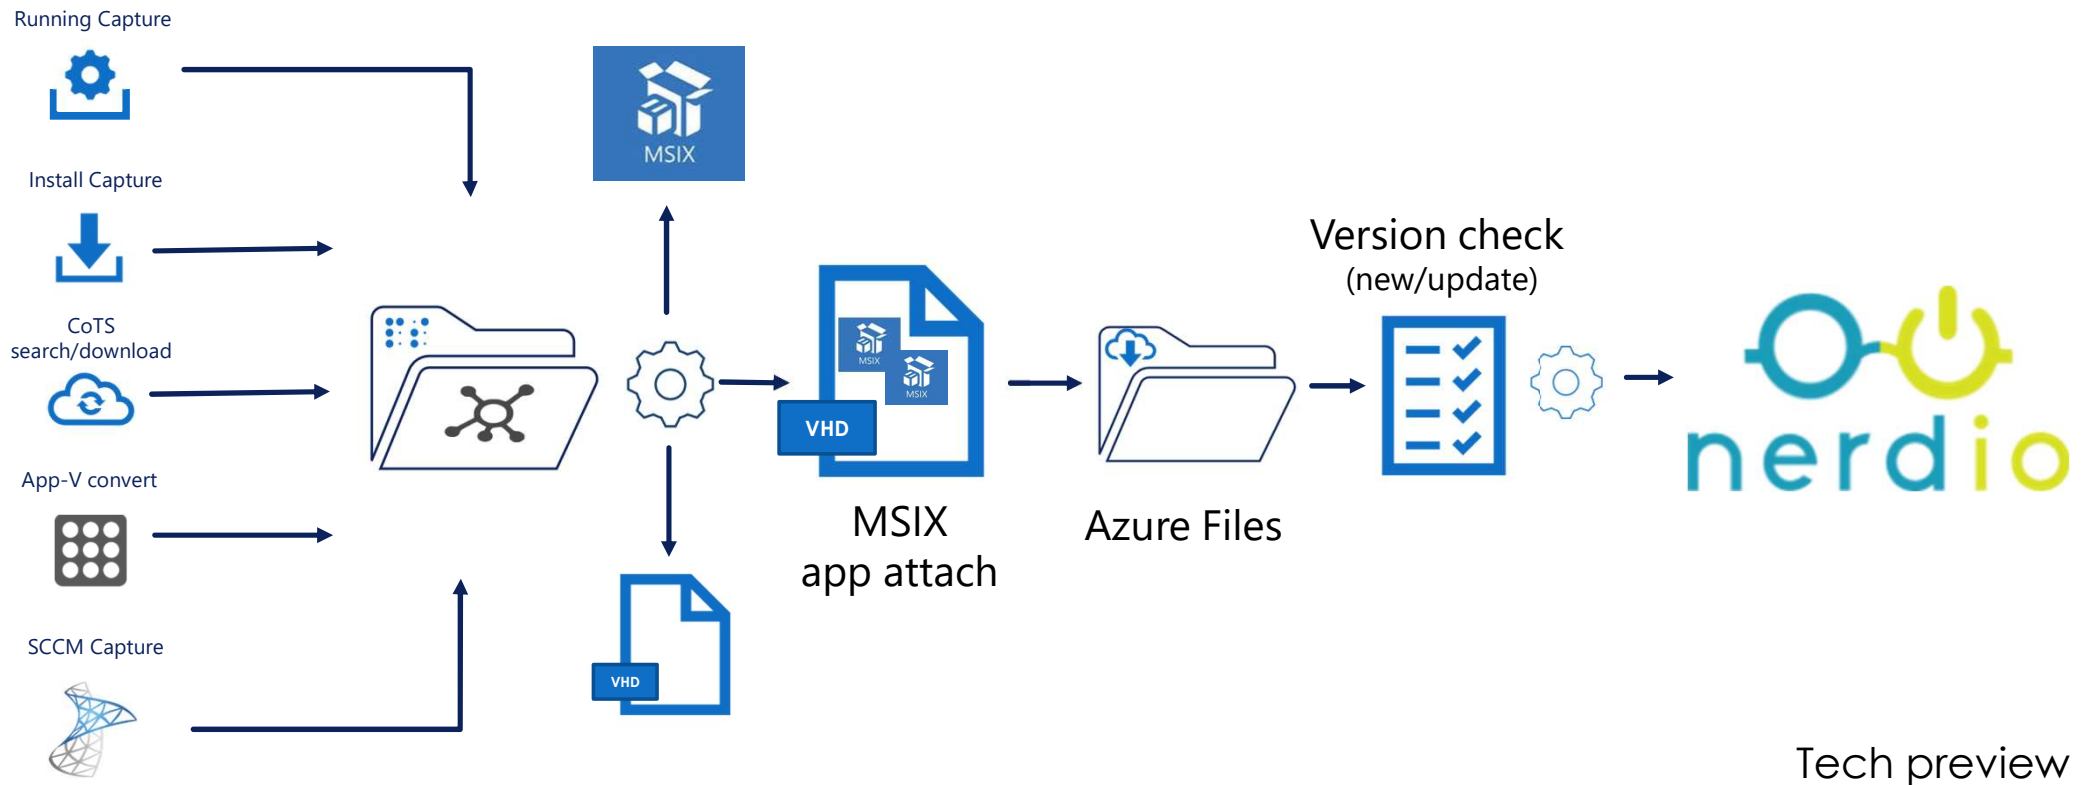 Running Capture
Install Capture
CoTS
search/download
App-V convert
SCCM Capture
MSIX
VHD
MSIX
MSIX
VHD
MSIX
app attach
Azure Files
Version check
(new/update)
nerdio
Tech preview